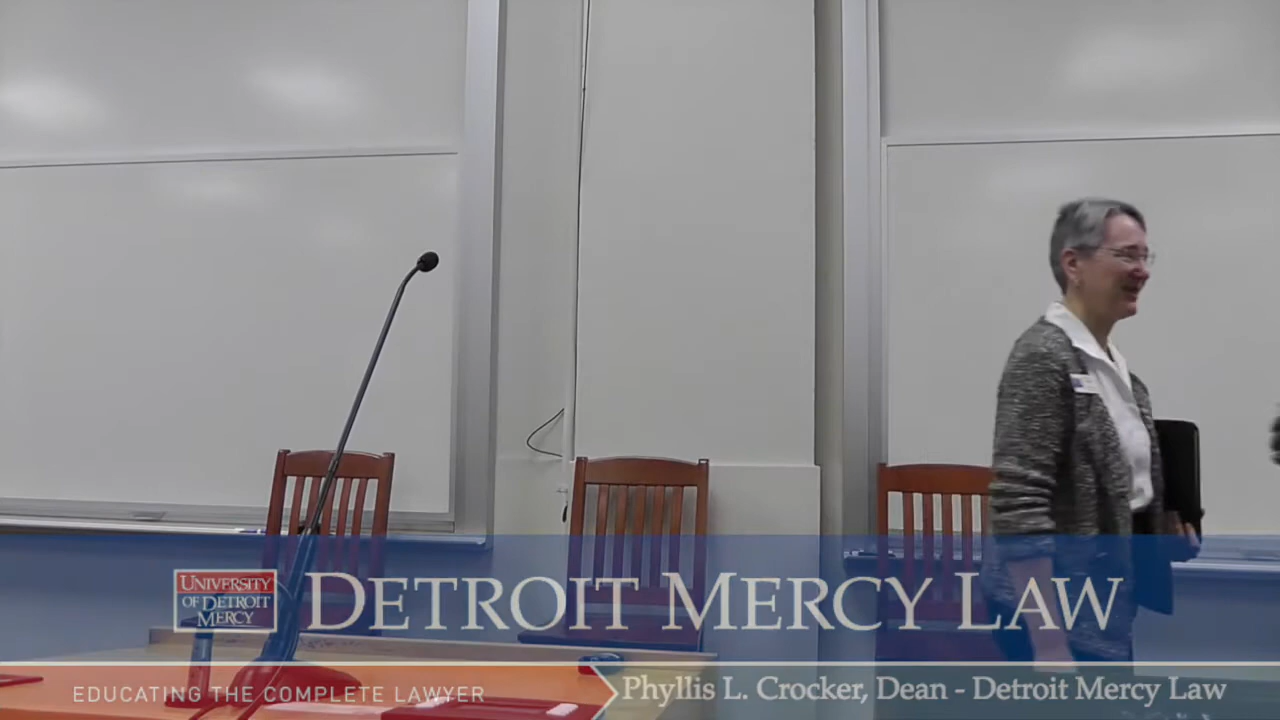 UNIVERSITY
OF DETROIT
MERCY
DETROIT MERCY LAW
EDUCATING THE COMPLETE LAWYER
Phyllis L. Crocker, Dean - Detroit Mercy Law